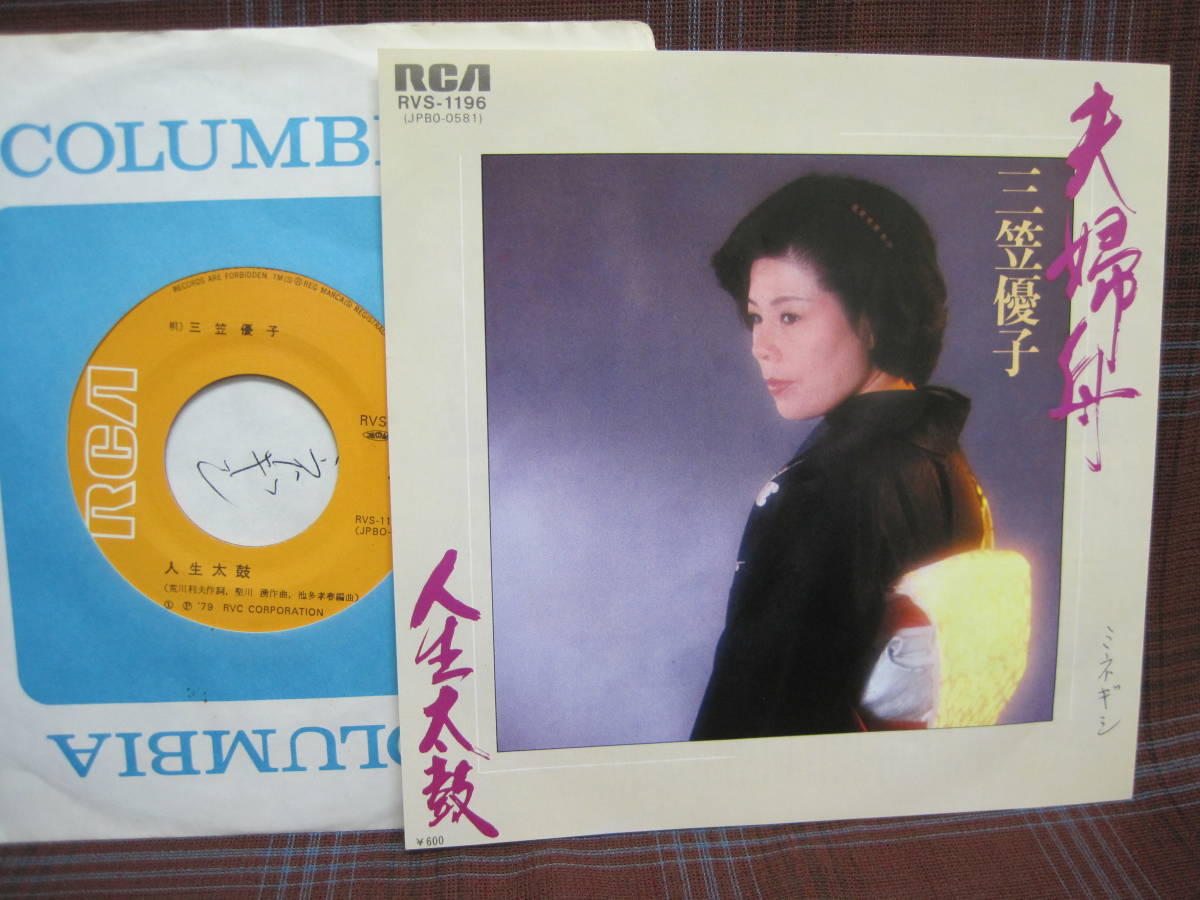 COLUMB
RECORDS ARE FORBIDDEN. TM(S) ® REG. MARCA(S) REGISTRAD
唄) 三笠優子
RCA
RVS
RVS-11
(JPBO-
人生太鼓
(荒川利夫作詞, 聖川 湧作曲, 池多孝春編曲)
Ⓟ '79 RVC CORPORATION
OLUMBIA
RCA
RVS-1196
(JPBO-0581)
夫婦舟
三笠優子
人生太鼓
ミネギシ
¥600